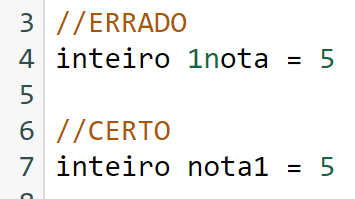 3 //ERRADO
4 inteiro 1nota = 5
5
6 //CERTO
7 inteiro nota1 = 5